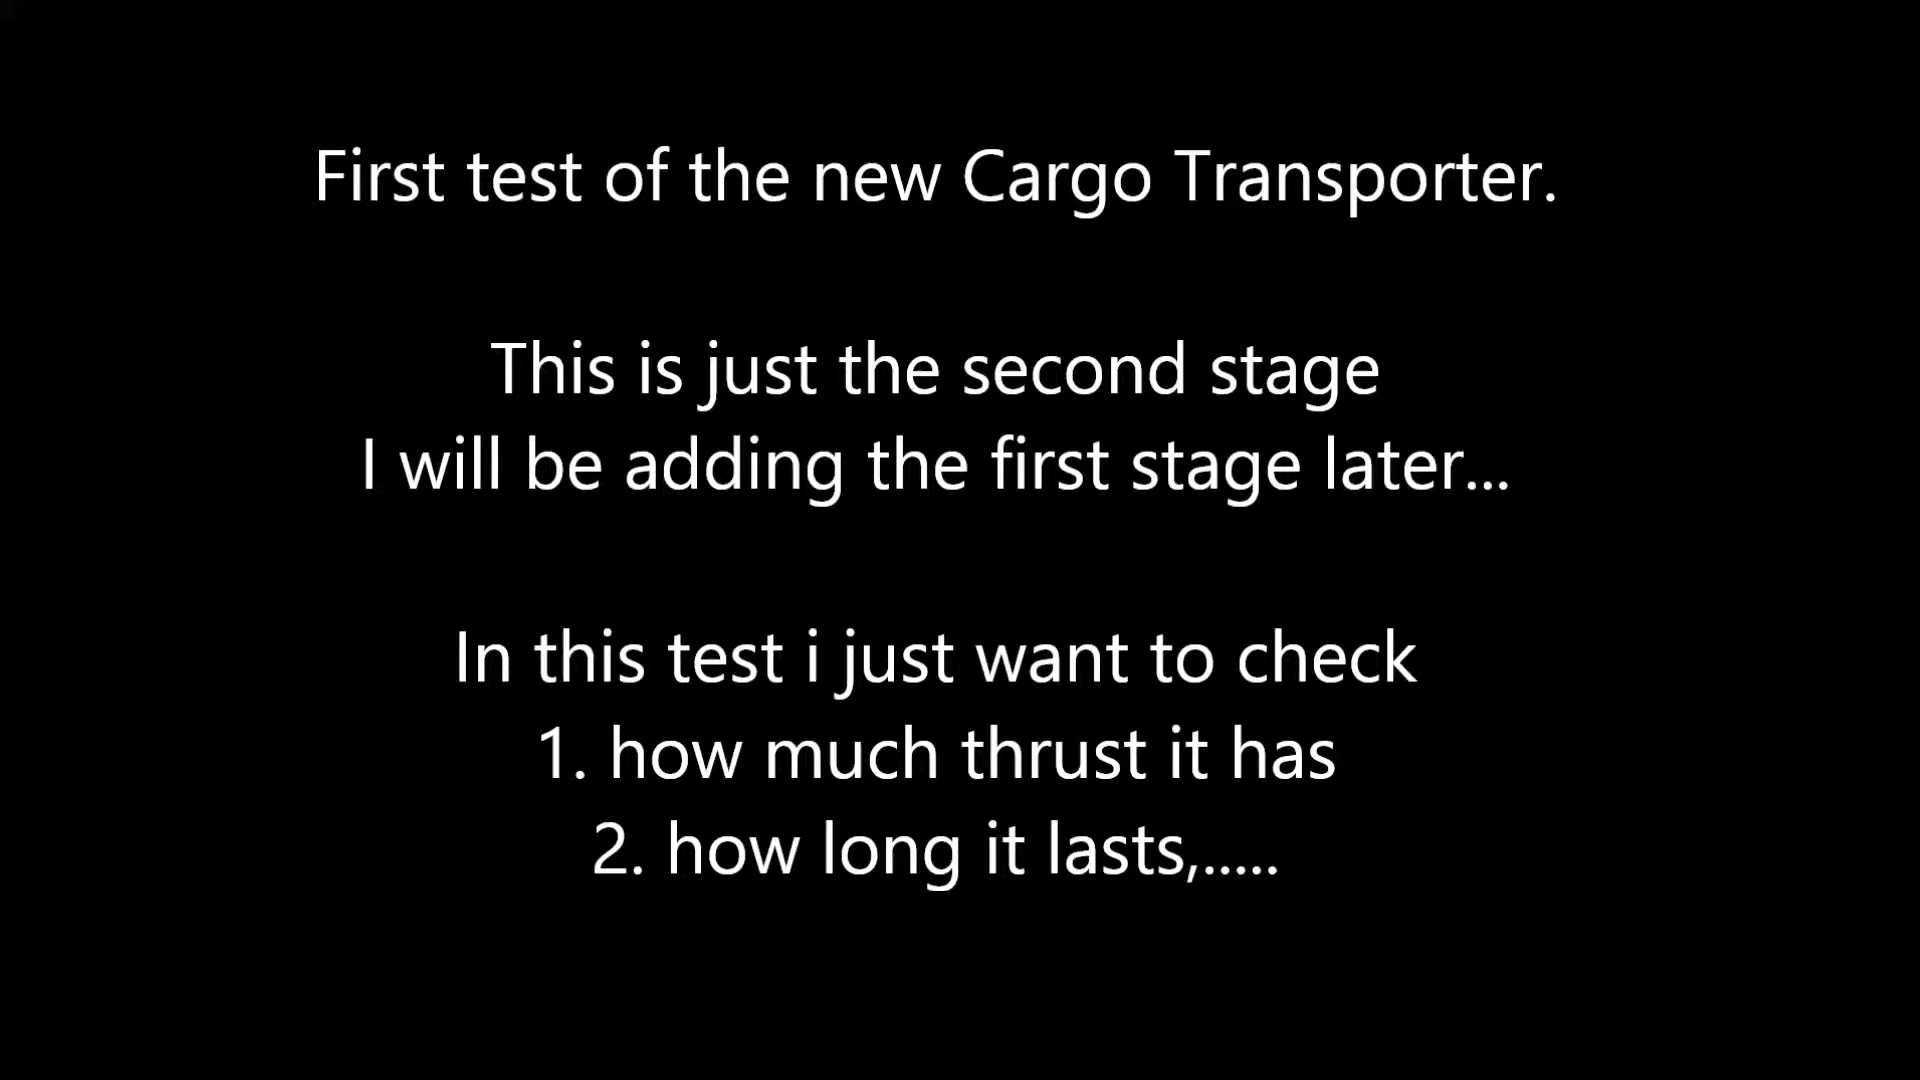 First test of the new Cargo Transporter.
This is just the second stage
I will be adding the first stage later...
In this test i just want to check
1. how much thrust it has
2. how long it lasts,.....